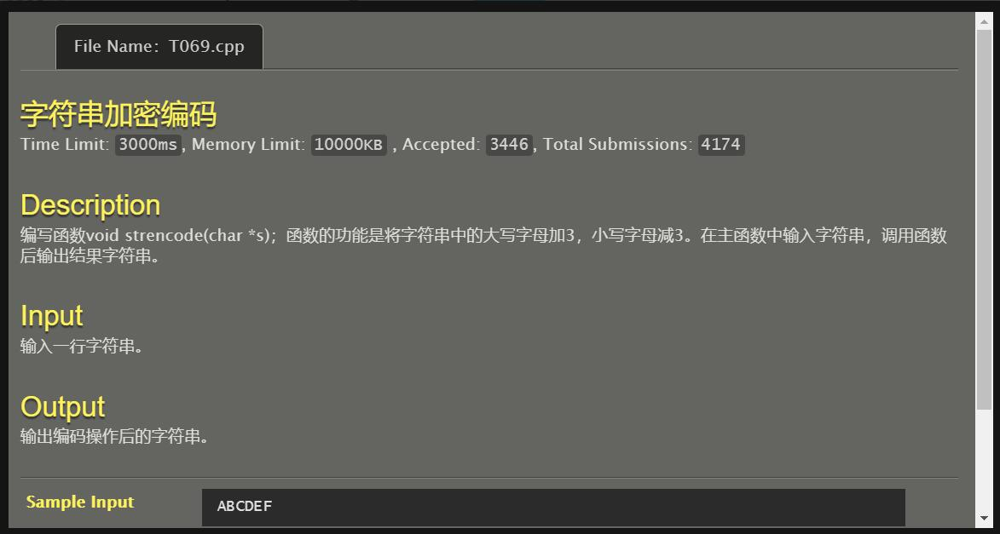 File Name：T069.cpp
字符串加密编码
Time Limit: 3000ms, Memory Limit: 10000KB , Accepted: 3446, Total Submissions: 4174
Description
编写函数void strencode(char *s)；函数的功能是将字符串中的大写字母加3，小写字母减3。在主函数中输入字符串，调用函数
后输出结果字符串。
Input
输入一行字符串。
Output
输出编码操作后的字符串。
Sample Input
ABCDEF